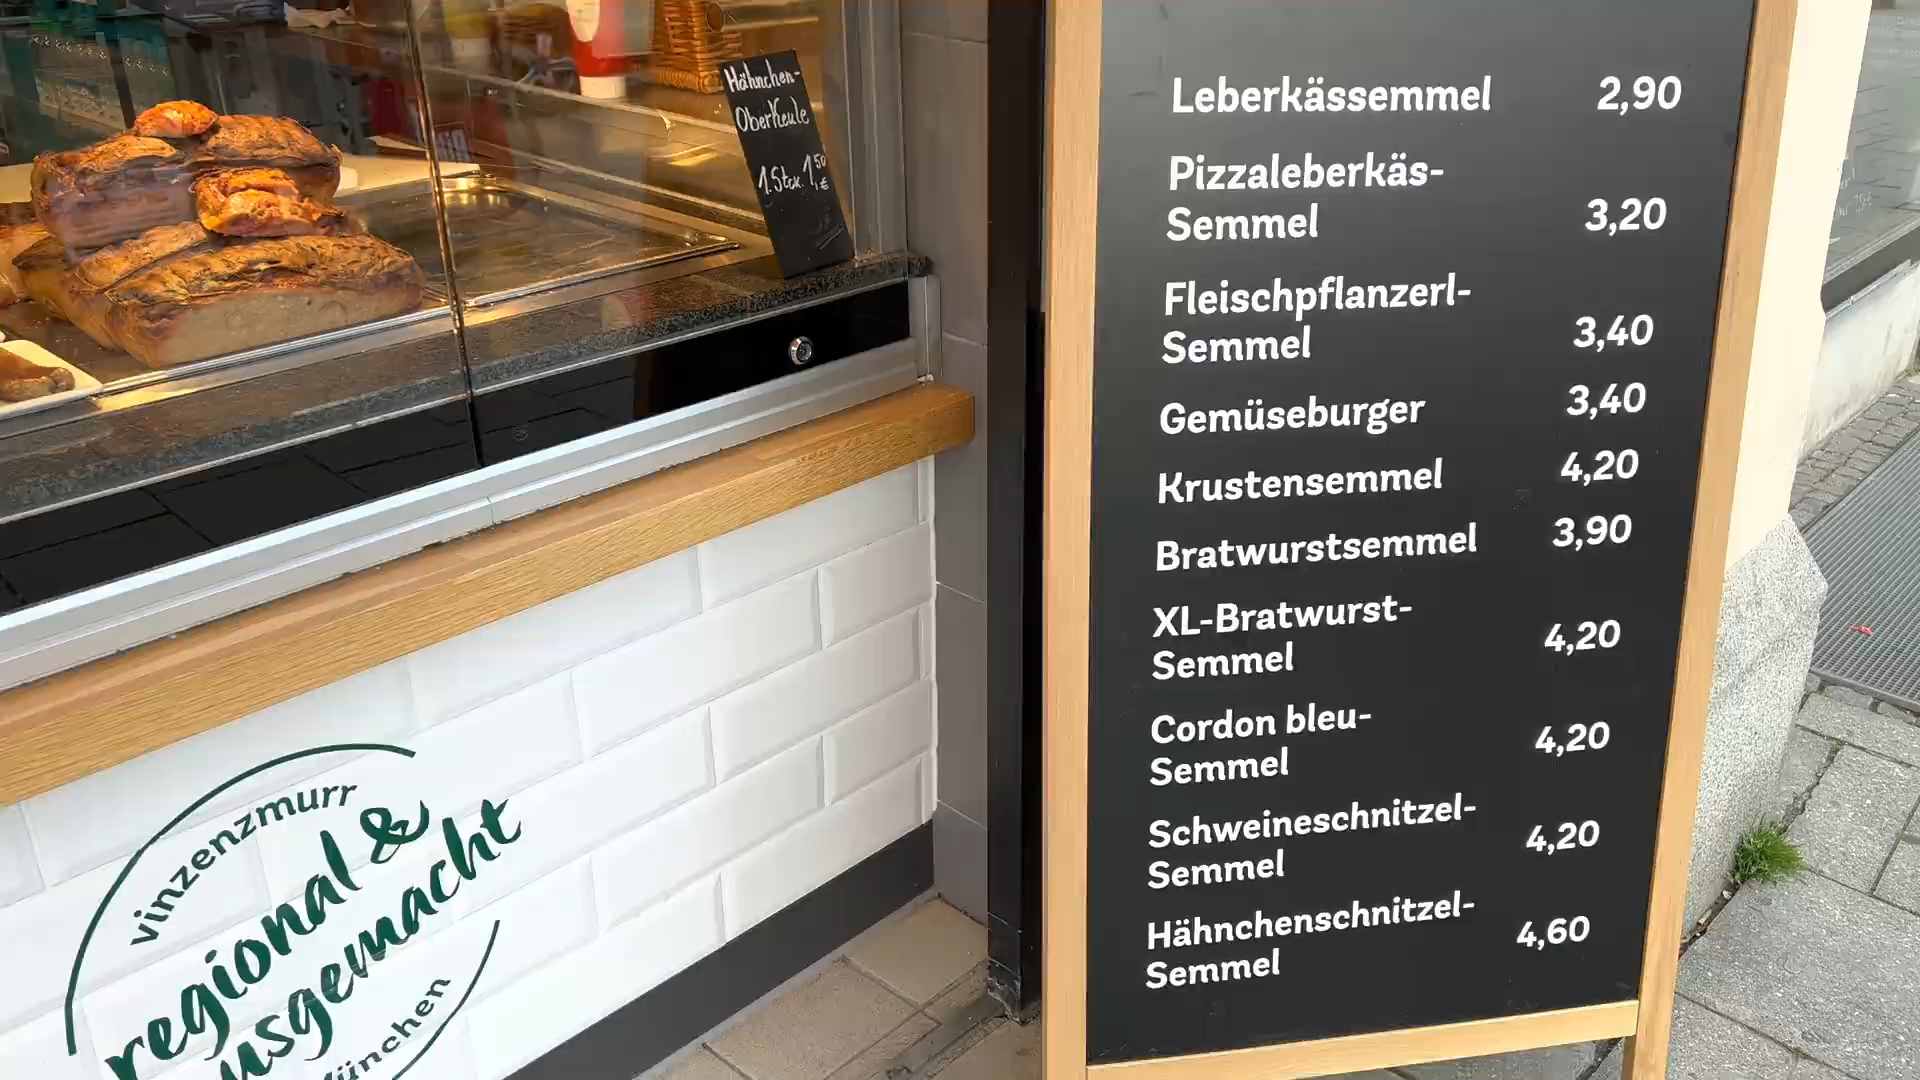 Hähnchen-
Oberkeule
1.Stck. 1,50 €
Leberkässemmel 2,90
Pizzaleberkäs-
Semmel 3,20
Fleischpflanzerl-
Semmel 3,40
Gemüseburger 3,40
Krustensemmel 4,20
Bratwurstsemmel 3,90
XL-Bratwurst-
Semmel 4,20
Cordon bleu-
Semmel 4,20
Schweineschnitzel-
Semmel 4,20
Hähnchenschnitzel-
Semmel 4,60
vinzenzmurr
regional &
usgemacht
ünchen